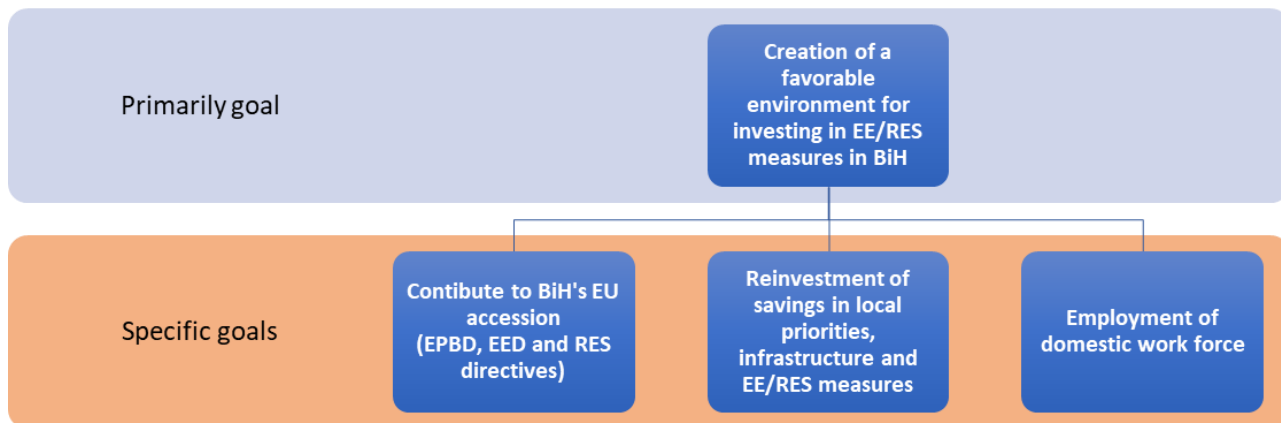 Primarily goal
Creation of a
favorable
environment for
investing in EE/RES
measures in BiH
Specific goals
Contibute to BiH's EU
accession
(EPBD, EED and RES
directives)
Reinvestment of
savings in local
priorities,
infrastructure and
EE/RES measures
Employment of
domestic work force